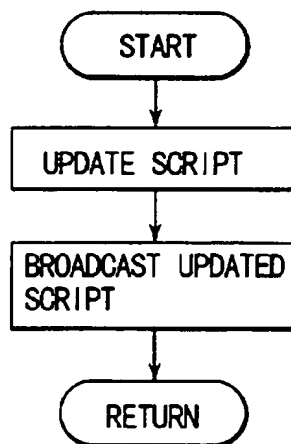 START
UPDATE SCRIPT
BROADCAST UPDATED
SCRIPT
RETURN